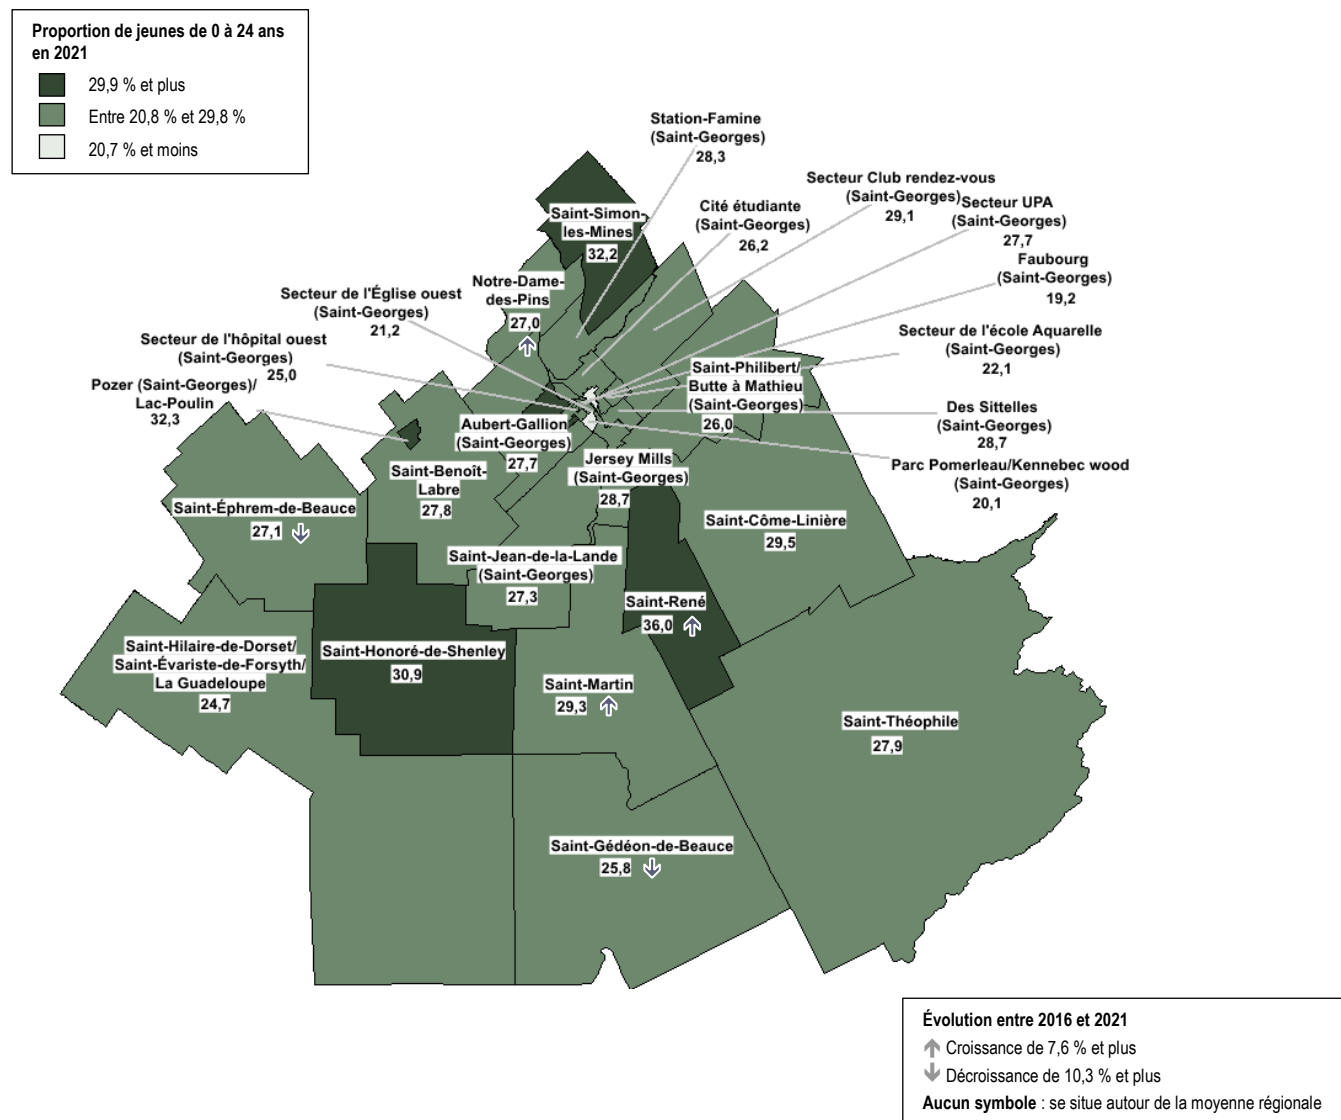 Proportion de jeunes de 0 à 24 ans
en 2021
29,9 % et plus
Entre 20,8 % et 29,8 %
20,7 % et moins
Station-Famine
(Saint-Georges)
28,3
Secteur Club rendez-vous
(Saint-Georges)
29,1
Cité étudiante
(Saint-Georges)
26,2
Secteur UPA
(Saint-Georges)
27,7
Saint-Simon-
les-Mines
32,2
Faubourg
(Saint-Georges)
19,2
Notre-Dame-
des-Pins
27,0
Secteur de l'Église ouest
(Saint-Georges)
21,2
Secteur de l'hôpital ouest
(Saint-Georges)
25,0
Secteur de l'école Aquarelle
(Saint-Georges)
22,1
Pozer (Saint-Georges)/
Lac-Poulin
32,3
Saint-Philibert/
Butte à Mathieu
(Saint-Georges)
26,0
Des Sittelles
(Saint-Georges)
28,7
Aubert-Gallion
(Saint-Georges)
27,7
Jersey Mills
(Saint-Georges)
28,7
Parc Pomerleau/Kennebec wood
(Saint-Georges)
20,1
Saint-Benoît-
Labre
27,8
Saint-Éphrem-de-Beauce
27,1
Saint-Côme-Linière
29,5
Saint-Jean-de-la-Lande
(Saint-Georges)
27,3
Saint-René
36,0
Saint-Hilaire-de-Dorset/
Saint-Évariste-de-Forsyth/
La Guadeloupe
24,7
Saint-Honoré-de-Shenley
30,9
Saint-Martin
29,3
Saint-Théophile
27,9
Saint-Gédéon-de-Beauce
25,8
Évolution entre 2016 et 2021
Croissance de 7,6 % et plus
Décroissance de 10,3 % et plus
Aucun symbole : se situe autour de la moyenne régionale